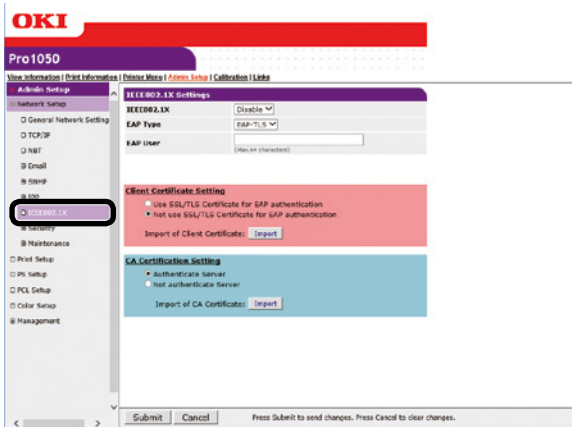 OKI
Pro1050
View Information | Print Information | Printer Menu | Admin Setup | Calibration | Links
Admin Setup
Network Setup
General Network Setting
TCP/IP
NBT
Email
SNMP
IPP
IEEE802.1X
Security
Maintenance
Print Setup
PS Setup
PCL Setup
Color Setup
Management
IEEE802.1X Settings
IEEE802.1X Disable
EAP Type EAP-TLS
EAP User
(Max.64 characters)
Client Certificate Setting
Use SSL/TLS Certificate for EAP authentication
Not use SSL/TLS Certificate for EAP authentication
Import of Client Certificate: Import
CA Certification Setting
Authenticate Server
Not authenticate Server
Import of CA Certificate: Import
Submit Cancel Press Submit to send changes. Press Cancel to clear changes.